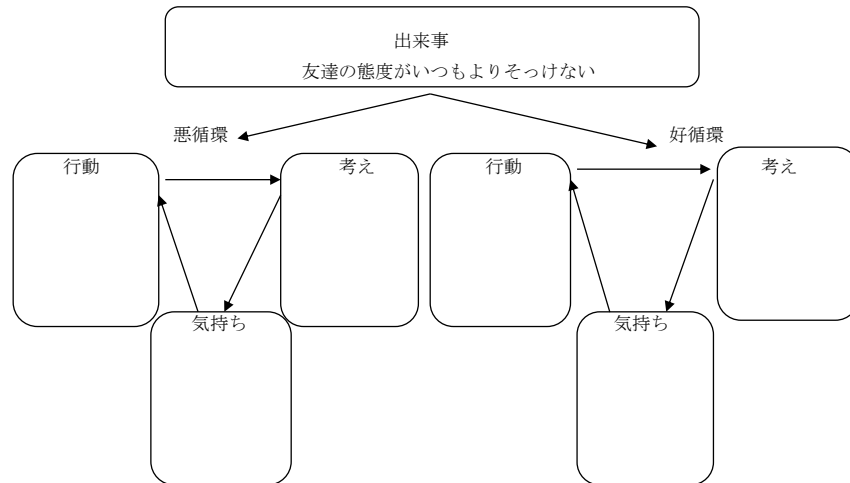 出来事
友達の態度がいつもよりそっけない
悪循環
好循環
行動
考え
行動
考え
気持ち
気持ち